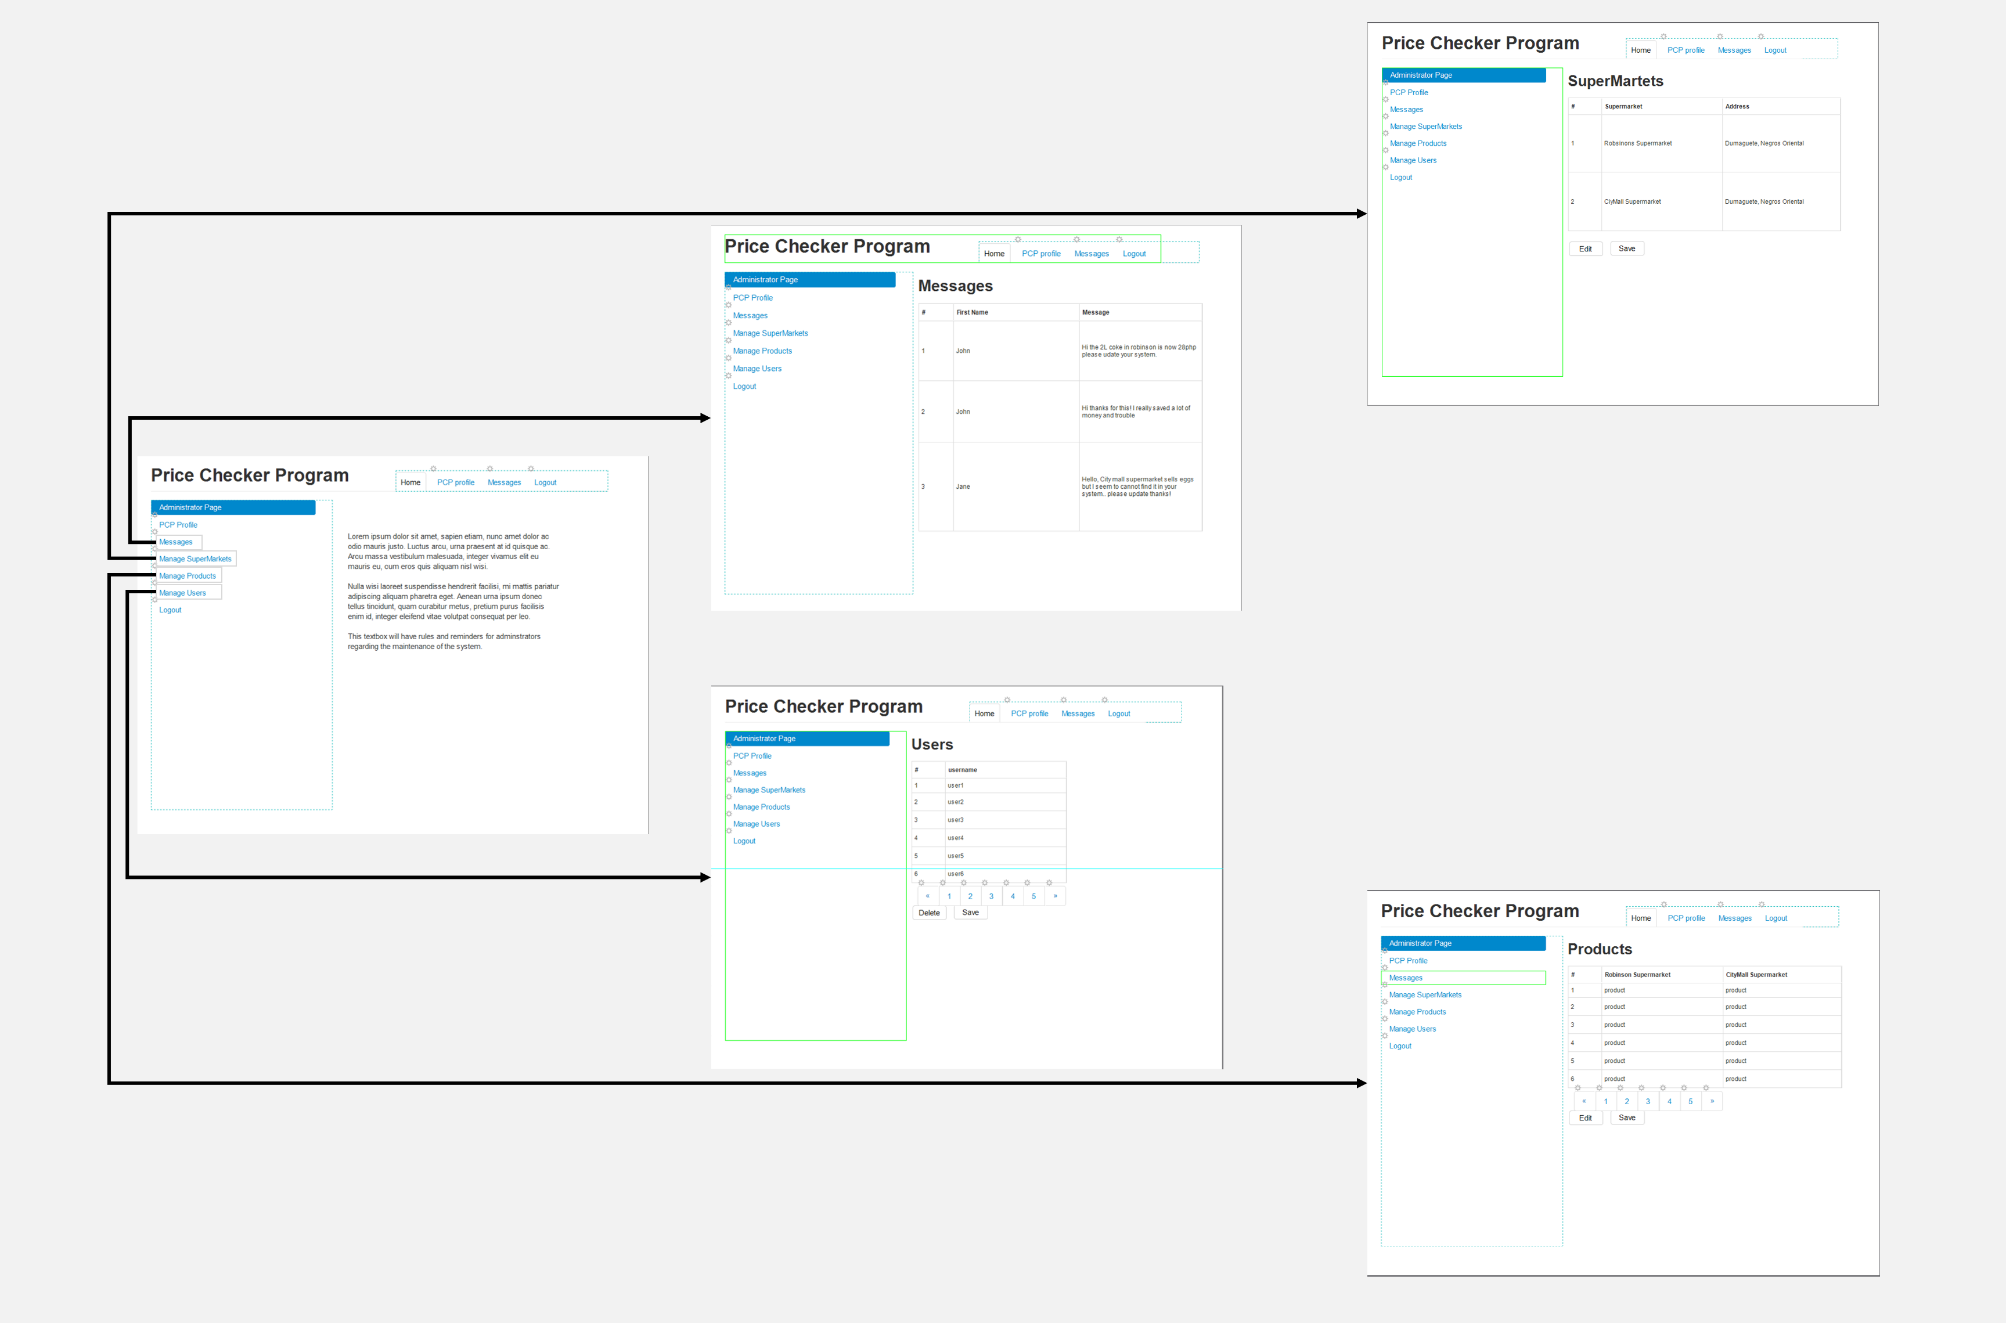 Price Checker Program
Home PCP profile Messages Logout
Administrator Page
PCP Profile
Messages
Manage SuperMarkets
Manage Products
Manage Users
Logout
SuperMartets
# Supermarket Address
1 Robsinons Supermarket Dumaguete, Negros Oriental
2 CiyMall Supermarket Dumaguete, Negros Oriental
Edit Save
Price Checker Program
Home PCP profile Messages Logout
Administrator Page
PCP Profile
Messages
Manage SuperMarkets
Manage Products
Manage Users
Logout
Messages
# First Name Message
1 John Hi the 2L coke in robinson is now 28php
please udate your system.
2 John Hi thanks for this! I really saved a lot of
money and trouble
3 Jane Hello, City mall supermarket sells eggs
but I seem to cannot find it in your
system.. please update thanks!
Price Checker Program
Home PCP profile Messages Logout
Administrator Page
PCP Profile
Messages
Manage SuperMarkets
Manage Products
Manage Users
Logout
Lorem ipsum dolor sit amet, sapien etiam, nunc amet dolor ac
odio mauris justo. Luctus arcu, urna praesent at id quisque ac.
Arcu massa vestibulum malesuada, integer vivamus elit eu
mauris eu, cum eros quis aliquam nisl wisi.
Nulla wisi laoreet suspendisse hendrerit facilisi, mi mattis pariatur
adipiscing aliquam pharetra eget. Aenean urna ipsum donec
tellus tincidunt, quam curabitur metus, pretium purus facilisis
enim id, integer eleifend vitae volutpat consequat per leo.
This textbox will have rules and reminders for adminstrators
regarding the maintenance of the system.
Price Checker Program
Home PCP profile Messages Logout
Administrator Page
PCP Profile
Messages
Manage SuperMarkets
Manage Products
Manage Users
Logout
Users
# username
1 user1
2 user2
3 user3
4 user4
5 user5
6 user6
« 1 2 3 4 5 »
Delete Save
Price Checker Program
Home PCP profile Messages Logout
Administrator Page
PCP Profile
Messages
Manage SuperMarkets
Manage Products
Manage Users
Logout
Products
# Robinson Supermarket CityMall Supermarket
1 product product
2 product product
3 product product
4 product product
5 product product
6 product product
« 1 2 3 4 5 »
Edit Save